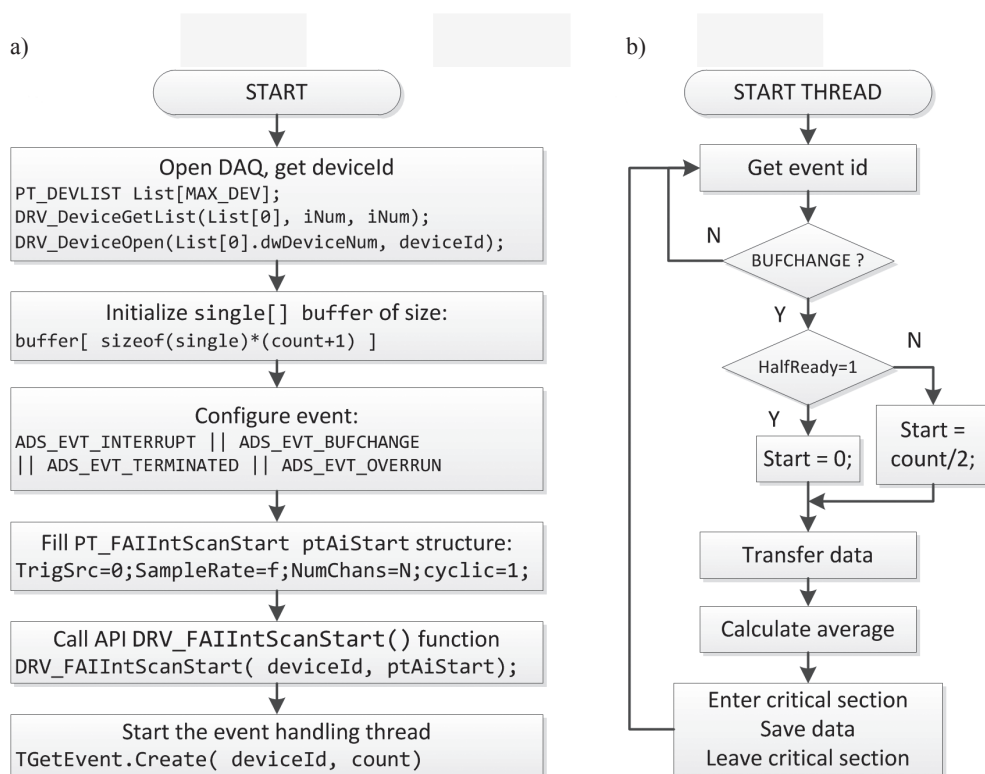 a)
START
Open DAQ, get deviceId
PT_DEVLIST List[MAX_DEV];
DRV_DeviceGetList(List[0], iNum, iNum);
DRV_DeviceOpen(List[0].dwDeviceNum, deviceId);
Initialize single[] buffer of size:
buffer[ sizeof(single)*(count+1) ]
Configure event:
ADS_EVT_INTERRUPT || ADS_EVT_BUFCHANGE
|| ADS_EVT_TERMINATED || ADS_EVT_OVERRUN
Fill PT_FAIIntScanStart ptAiStart structure:
TrigSrc=0;SampleRate=f;NumChans=N;cyclic=1;
Call API DRV_FAIIntScanStart() function
DRV_FAIIntScanStart( deviceId, ptAiStart);
Start the event handling thread
TGetEvent.Create( deviceId, count)
b)
START THREAD
Get event id
N
BUFCHANGE ?
Y
N
HalfReady=1
Y
Start = 0;
Start =
count/2;
Transfer data
Calculate average
Enter critical section
Save data
Leave critical section